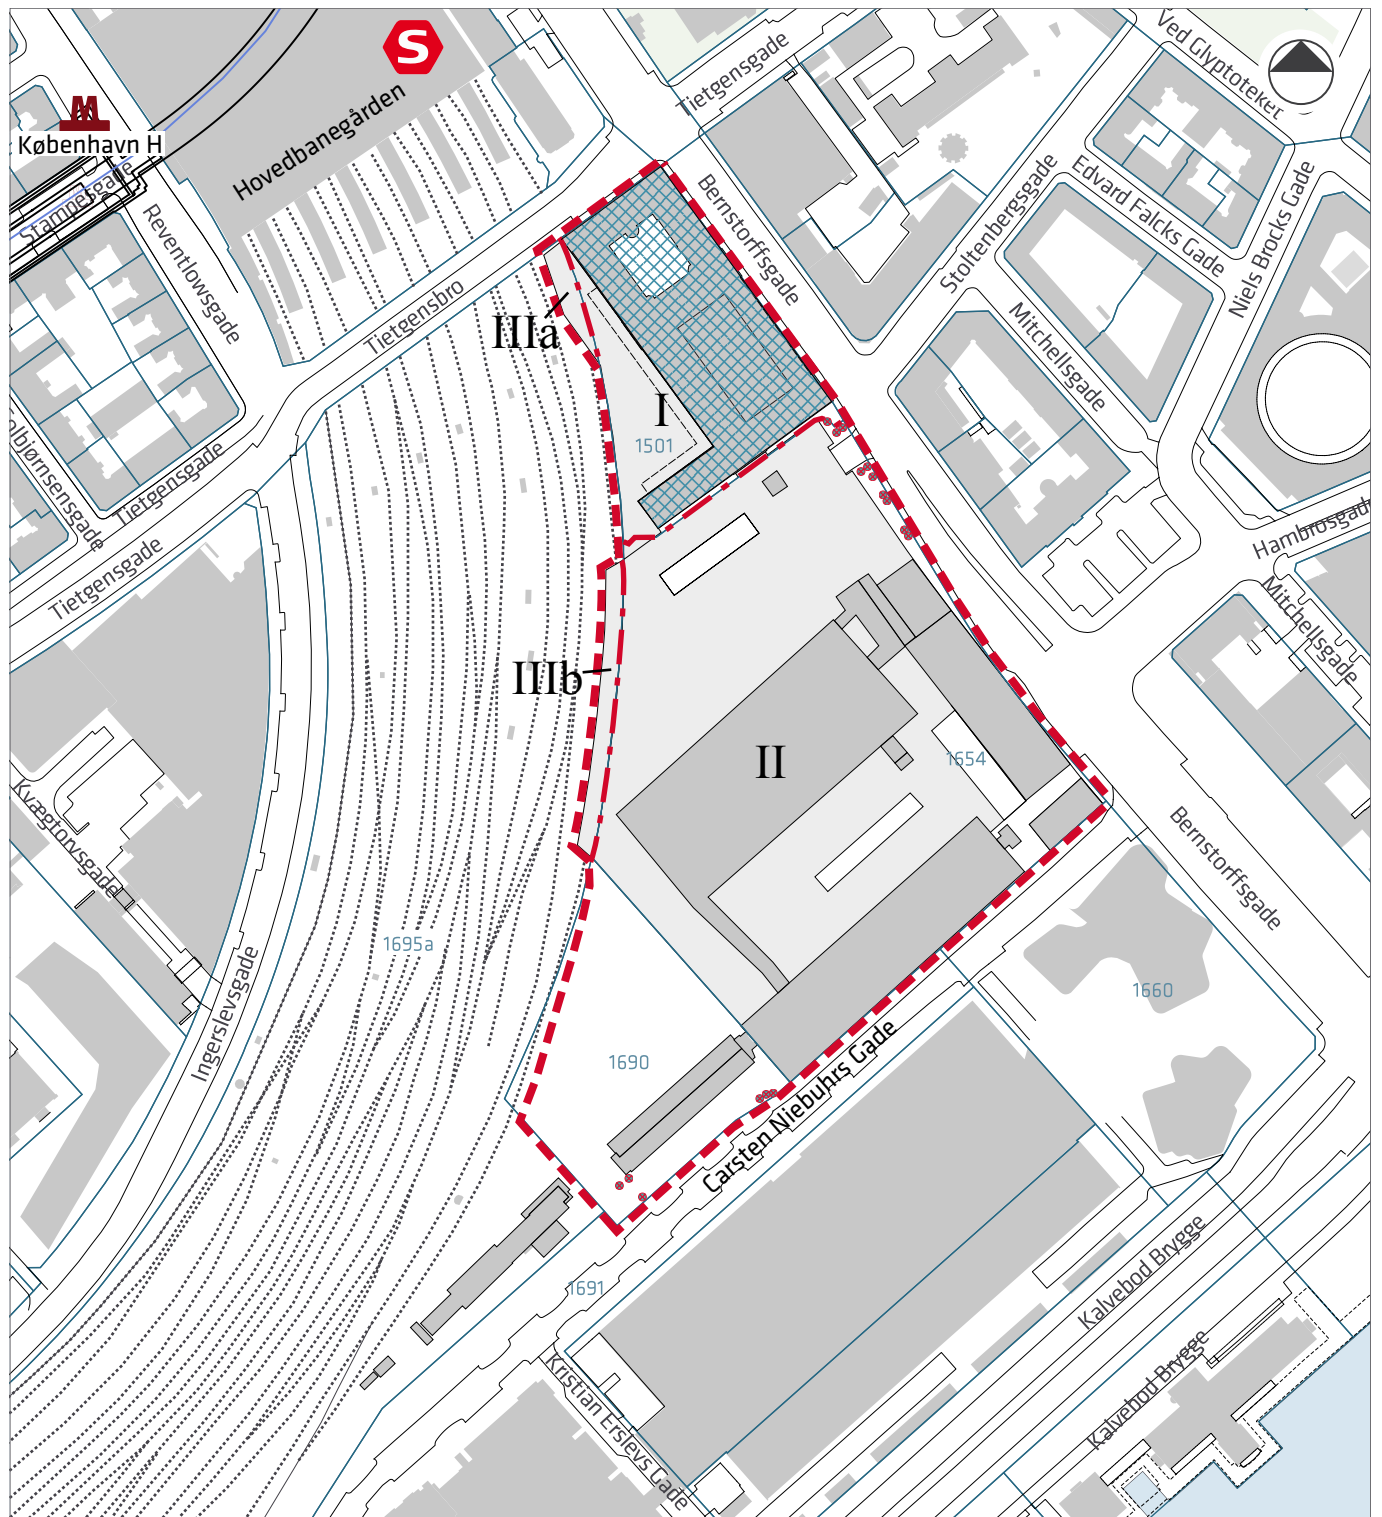 Ved Glyptoteket
Tietgensgade
S
M
København H
Hovedbanegården
Stampesgade
Reventlowsgade
Bernstorffsgade
Stoltenbergsgade
Edvard Falcks Gade
Niels Brocks Gade
Tietgensbro
Mitchellsgade
IIIa
I
1501
Tietgensgade
Tietgensgade
Hambrosgade
Mitchellsgade
IIIb
II
1654
Kvægtorvsgade
Bernstorffsgade
1695a
1660
Ingerslevsgade
1690
Carsten Niebuhrs Gade
1691
Kalvebod Brygge
Kalvebod Brygge
Kristian Erslevs Gade